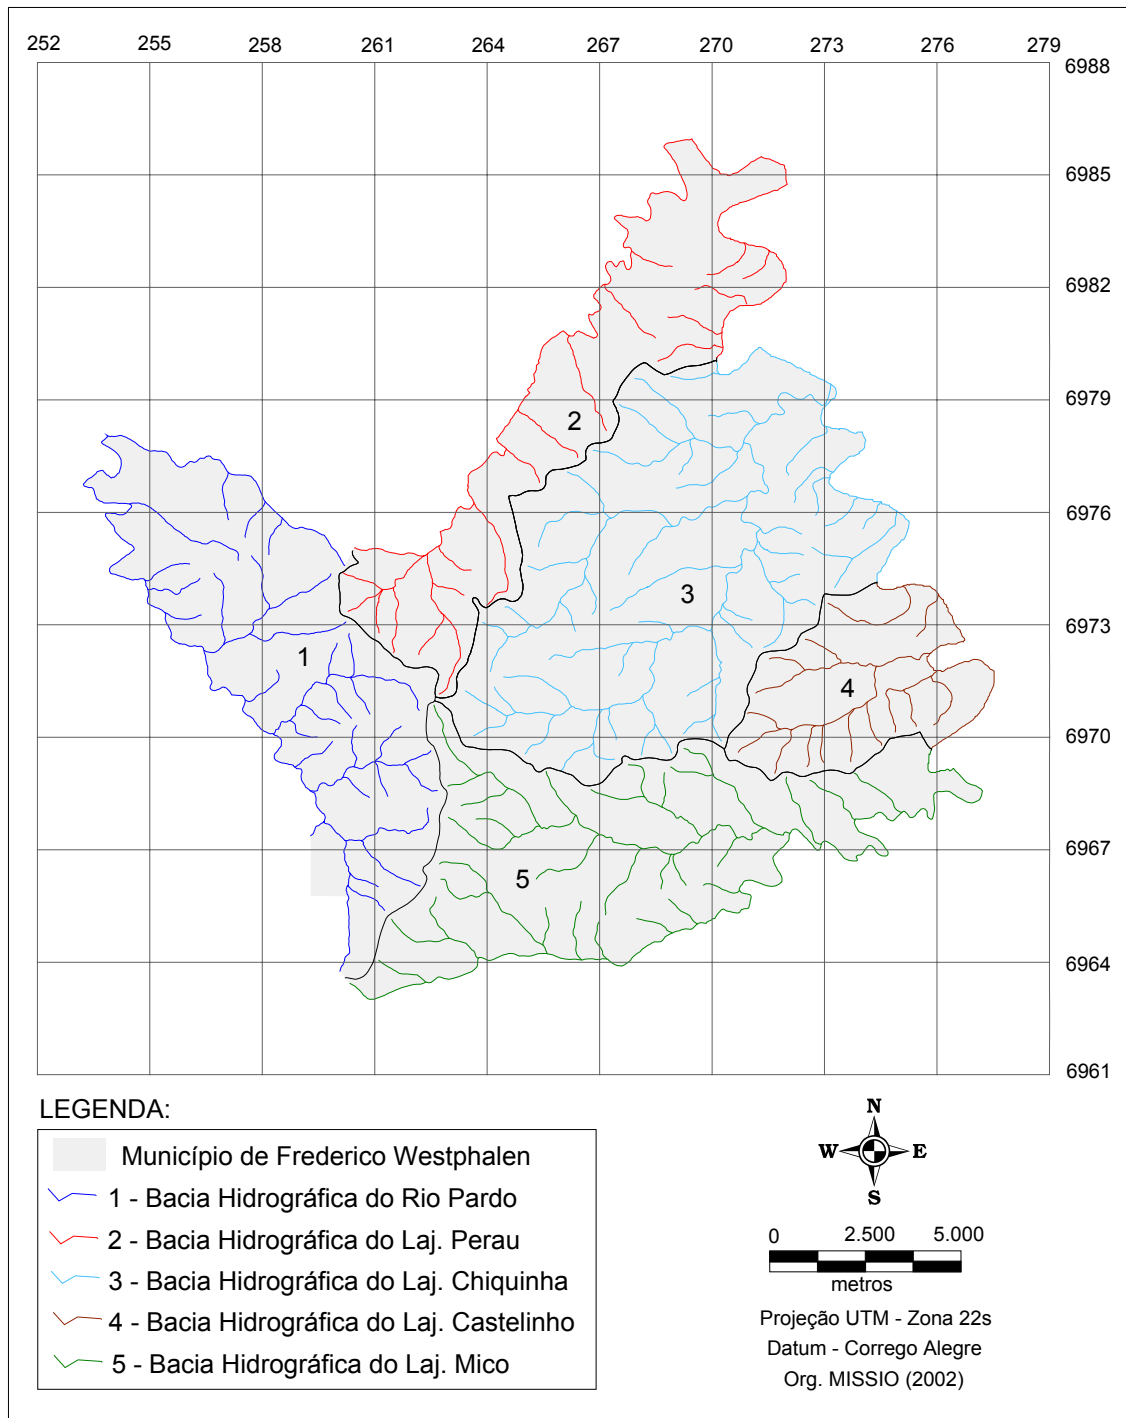 252 255 258 261 264 267 270 273 276 279
6988
6985
6982
6979
2
6976
3
6973
1
4
6970
6967
5
6964
6961
LEGENDA:
Município de Frederico Westphalen
1 - Bacia Hidrográfica do Rio Pardo
2 - Bacia Hidrográfica do Laj. Perau
3 - Bacia Hidrográfica do Laj. Chiquinha
4 - Bacia Hidrográfica do Laj. Castelinho
5 - Bacia Hidrográfica do Laj. Mico
N
W E
S
0 2.500 5.000
metros
Projeção UTM - Zona 22s
Datum - Corrego Alegre
Org. MISSIO (2002)